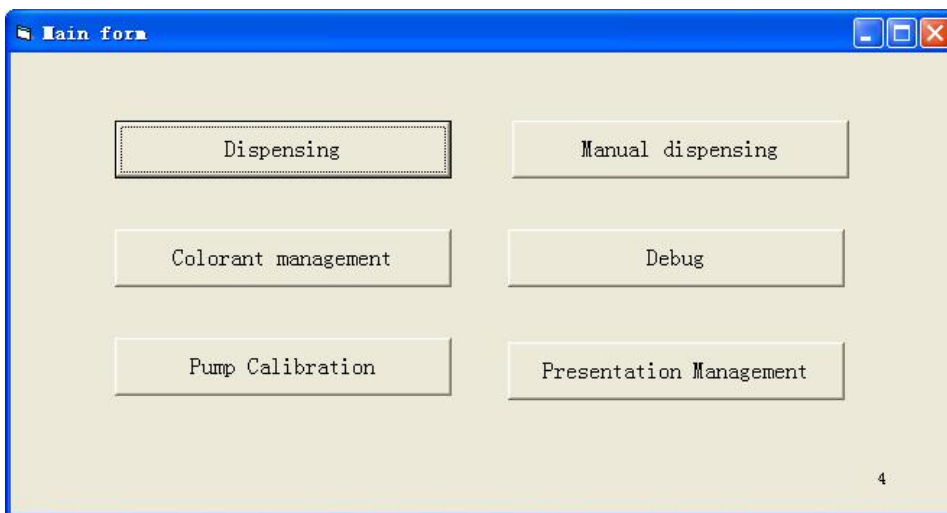 Main form
Dispensing
Manual dispensing
Colorant management
Debug
Pump Calibration
Presentation Management
4